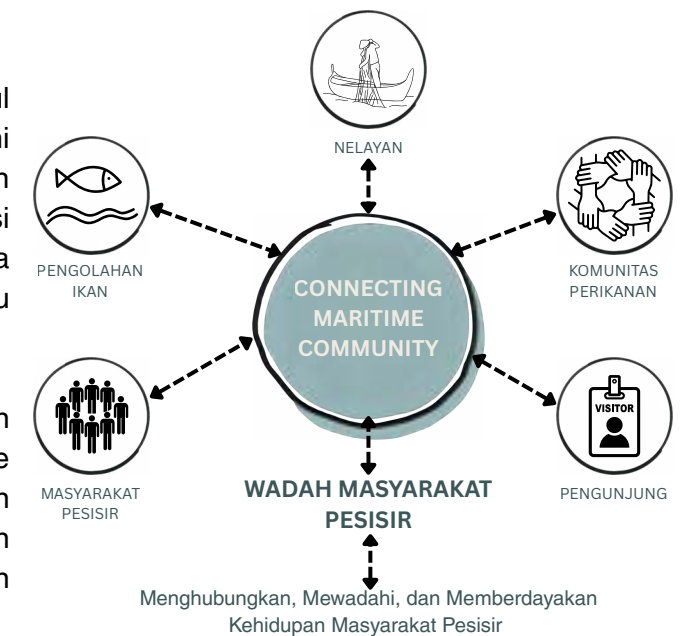 NELAYAN
PENGOLAHAN
IKAN
KOMUNITAS
PERIKANAN
CONNECTING
MARITIME
COMMUNITY
MASYARAKAT
PESISIR
VISITOR
PENGUNJUNG
WADAH MASYARAKAT
PESISIR
Menghubungkan, Mewadahi, dan Memberdayakan
Kehidupan Masyarakat Pesisir